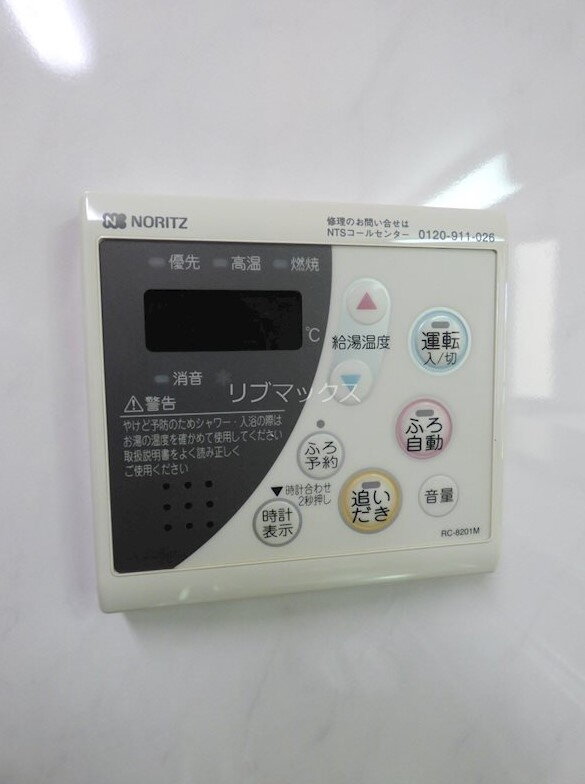 NORITZ
修理のお問い合せは
NTSコールセンター 0120-911-026
優先 高温 燃焼
℃
給湯温度
運転
入/切
消音
リブマックス
警告
やけど予防のためシャワー・入浴の際は
お湯の温度を確かめて使用してください
取扱説明書をよく読み正しく
ご使用ください
ふろ
自動
ふろ
予約
▼時計合わせ
2秒押し
時計
表示
追い
だき
音量
RC-8201M